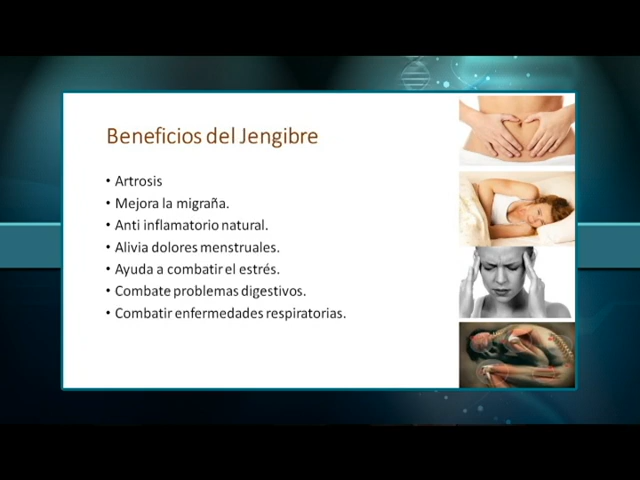 Beneficios del Jengibre
• Artrosis
• Mejora la migraña.
• Anti inflamatorio natural.
• Alivia dolores menstruales.
• Ayuda a combatir el estrés.
• Combate problemas digestivos.
• Combatir enfermedades respiratorias.